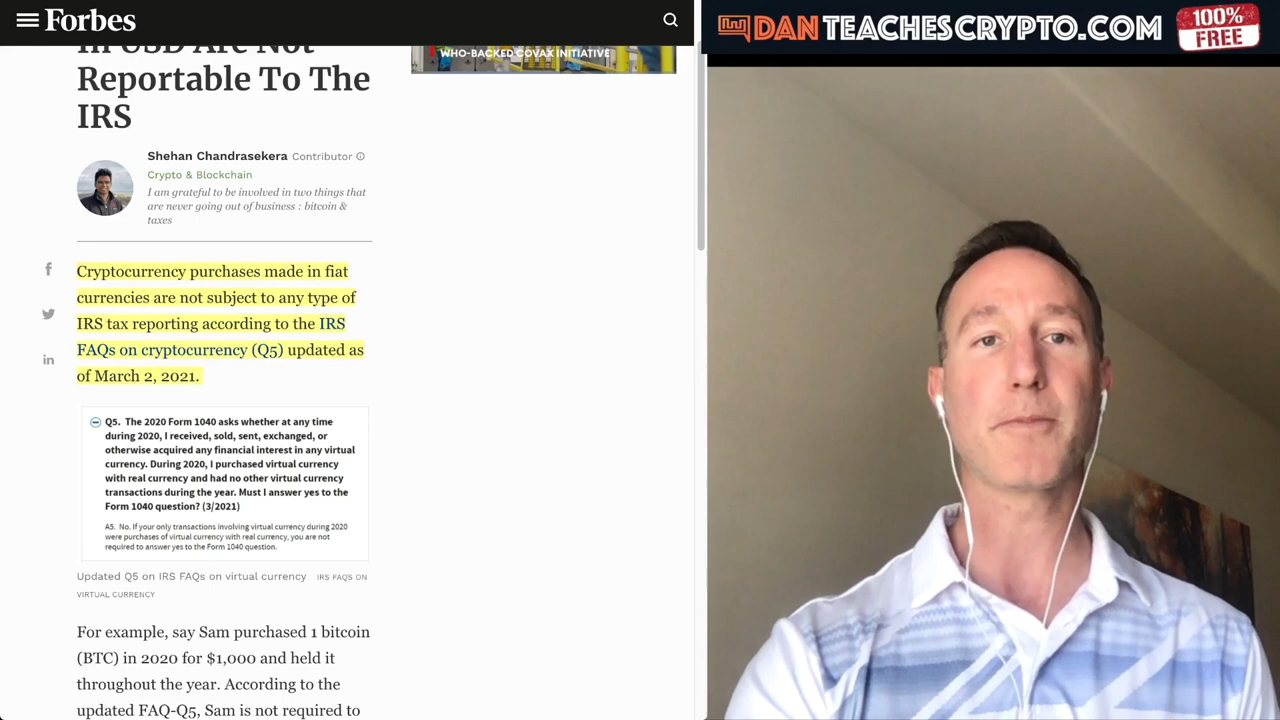 Forbes
In USD Are Not
Reportable To The
IRS
Shehan Chandrasekera Contributor
Crypto & Blockchain
I am grateful to be involved in two things that
are never going out of business : bitcoin &
taxes
Cryptocurrency purchases made in fiat
currencies are not subject to any type of
IRS tax reporting according to the IRS
FAQs on cryptocurrency (Q5) updated as
of March 2, 2021.
Q5. The 2020 Form 1040 asks whether at any time
during 2020, I received, sold, sent, exchanged, or
otherwise acquired any financial interest in any virtual
currency. During 2020, I purchased virtual currency
with real currency and had no other virtual currency
transactions during the year. Must I answer yes to the
Form 1040 question? (3/2021)
A5. No. If your only transactions involving virtual currency during 2020
were purchases of virtual currency with real currency, you are not
required to answer yes to the Form 1040 question.
Updated Q5 on IRS FAQs on virtual currency IRS FAQS ON
VIRTUAL CURRENCY
For example, say Sam purchased 1 bitcoin
(BTC) in 2020 for $1,000 and held it
throughout the year. According to the
updated FAQ-Q5, Sam is not required to
WHO-BACKED COVAX INITIATIVE
DANTEACHESCRYPTO.COM
100%
FREE